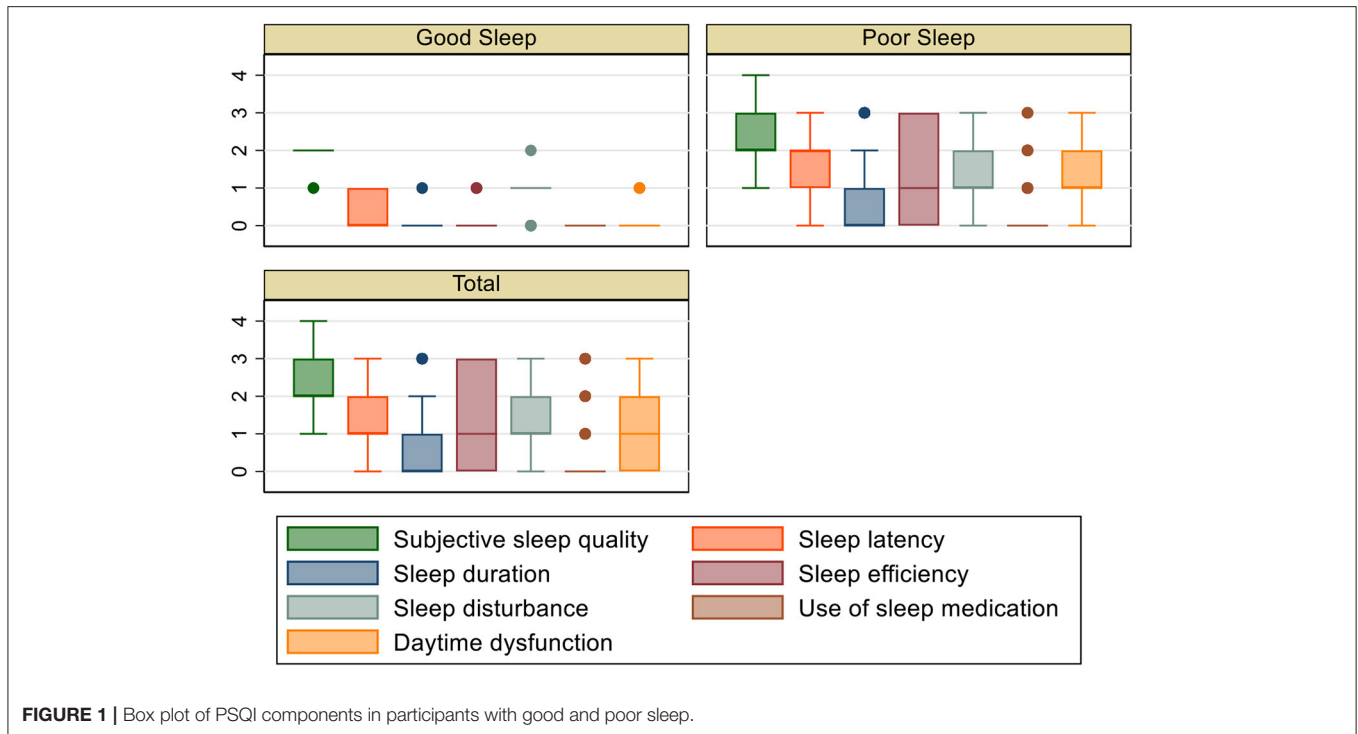 Good Sleep
Poor Sleep
4
3
2
1
0
4
3
2
1
0
Total
4
3
2
1
0
Subjective sleep quality
Sleep latency
Sleep duration
Sleep efficiency
Sleep disturbance
Use of sleep medication
Daytime dysfunction
FIGURE 1 | Box plot of PSQI components in participants with good and poor sleep.